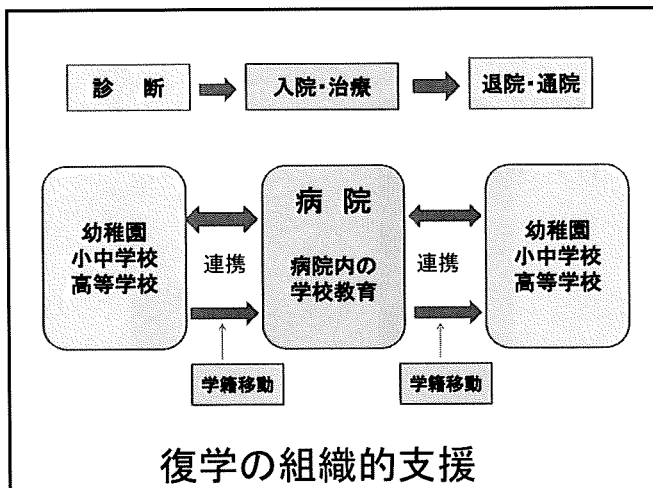 診 断
入院・治療
退院・通院
幼稚園
小中学校
高等学校
連携
病 院
病院内の
学校教育
連携
幼稚園
小中学校
高等学校
学籍移動
学籍移動
復学の組織的支援